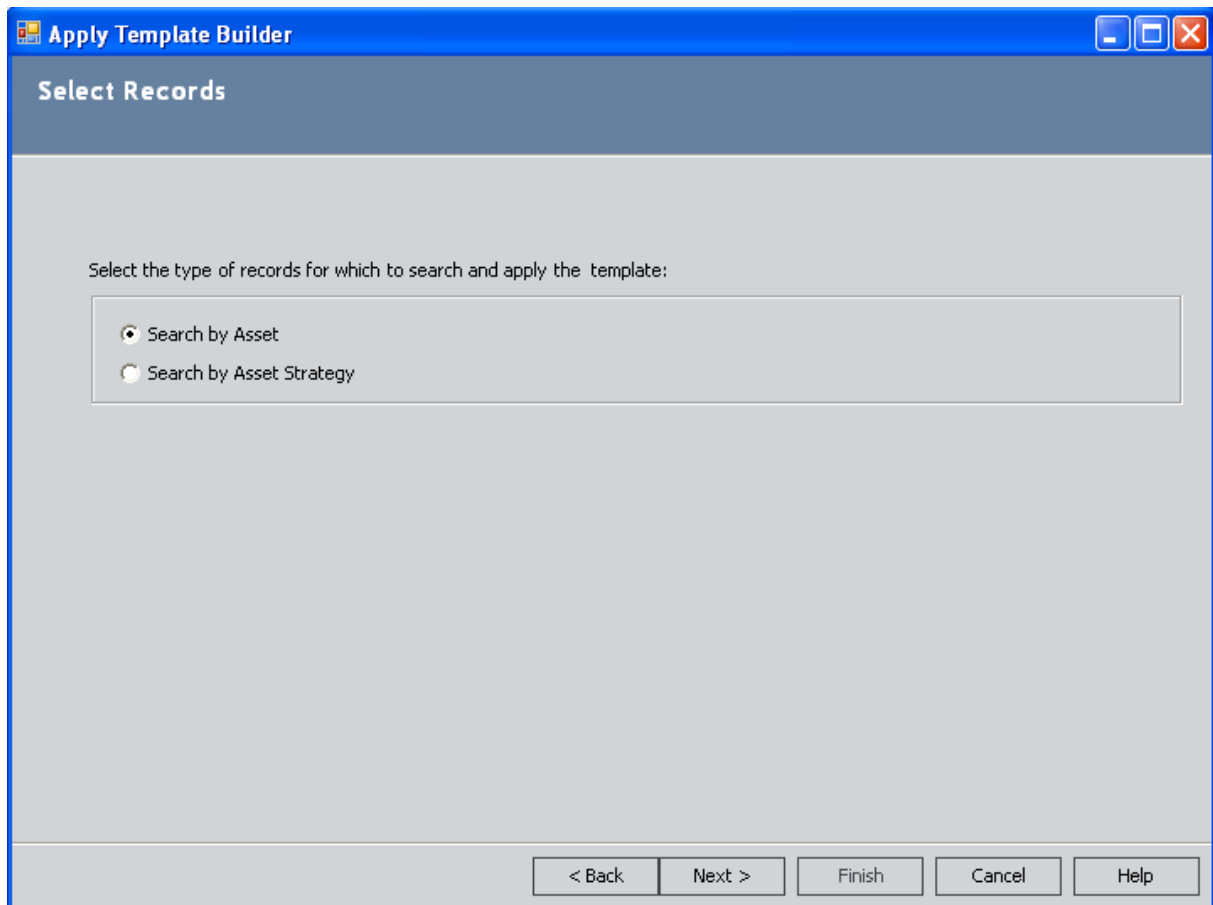 Apply Template Builder
Select Records
Select the type of records for which to search and apply the template:
Search by Asset
Search by Asset Strategy
< Back Next > Finish Cancel Help